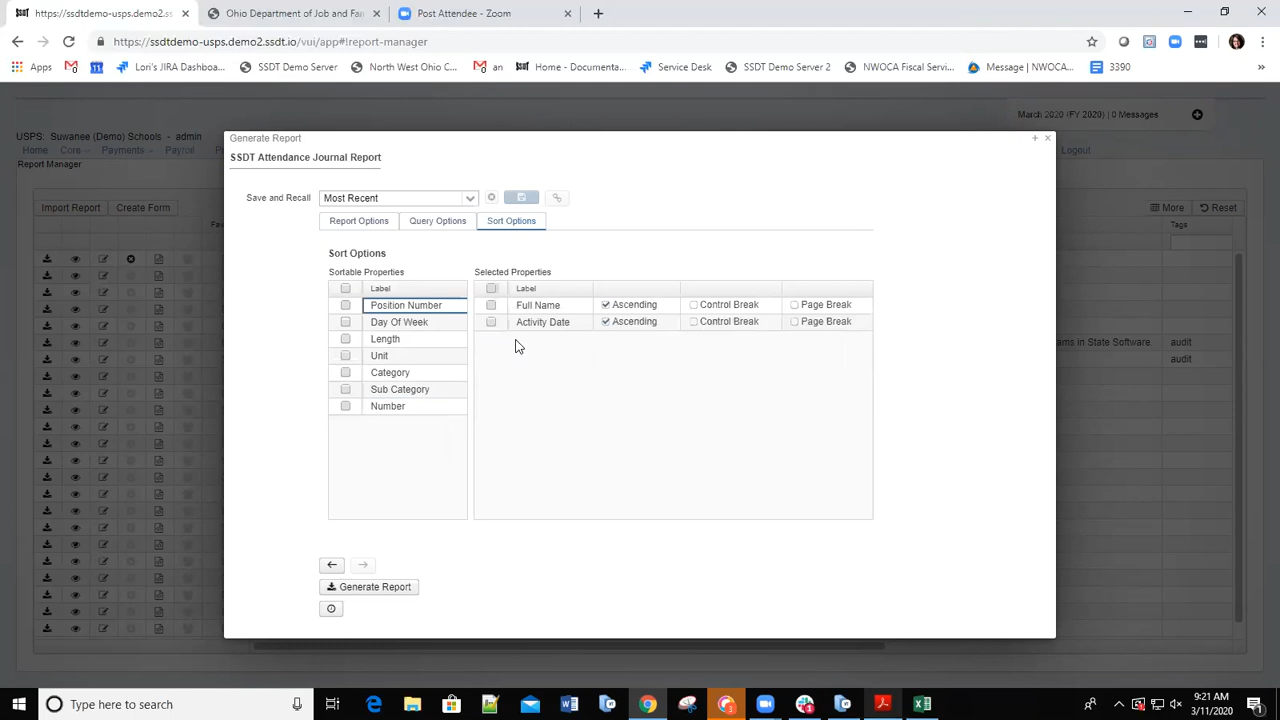 https://ssdtdemo-usps.demo2.ss
Ohio Department of Job and Fa
Post Attendee - Zoom
https://ssdtdemo-usps.demo2.ssdt.io/vui/app#!report-manager
Apps
Lori's JIRA Dashboa...
SSDT Demo Server
North West Ohio C...
an
Home - Documenta...
Service Desk
SSDT Demo Server 2
NWOCA Fiscal Servi...
Message | NWOCA...
3390
March 2020 (FY 2020) | 0 Messages
USPS: Suwanee (Demo) Schools - admin
Home Core Payments Payroll
Logout
Report Manager
Import Report
Create Form
More
Reset
Tags
ams in State Software.
audit
audit
Generate Report
SSDT Attendance Journal Report
Save and Recall
Most Recent
Report Options
Query Options
Sort Options
Sort Options
Sortable Properties
Selected Properties
Label
Label
Position Number
Full Name
Ascending
Control Break
Page Break
Day Of Week
Activity Date
Ascending
Control Break
Page Break
Length
Unit
Category
Sub Category
Number
Generate Report
Type here to search
9:21 AM
3/11/2020